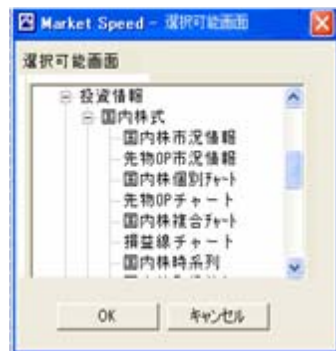 Market Speed - 選択可能画面
選択可能画面
投資情報
国内株式
国内株市況情報
先物OP市況情報
国内株個別ﾁｬｰﾄ
先物OPチャート
国内株複合ﾁｬｰﾄ
損益線チャート
国内株時系列
OK
キャンセル